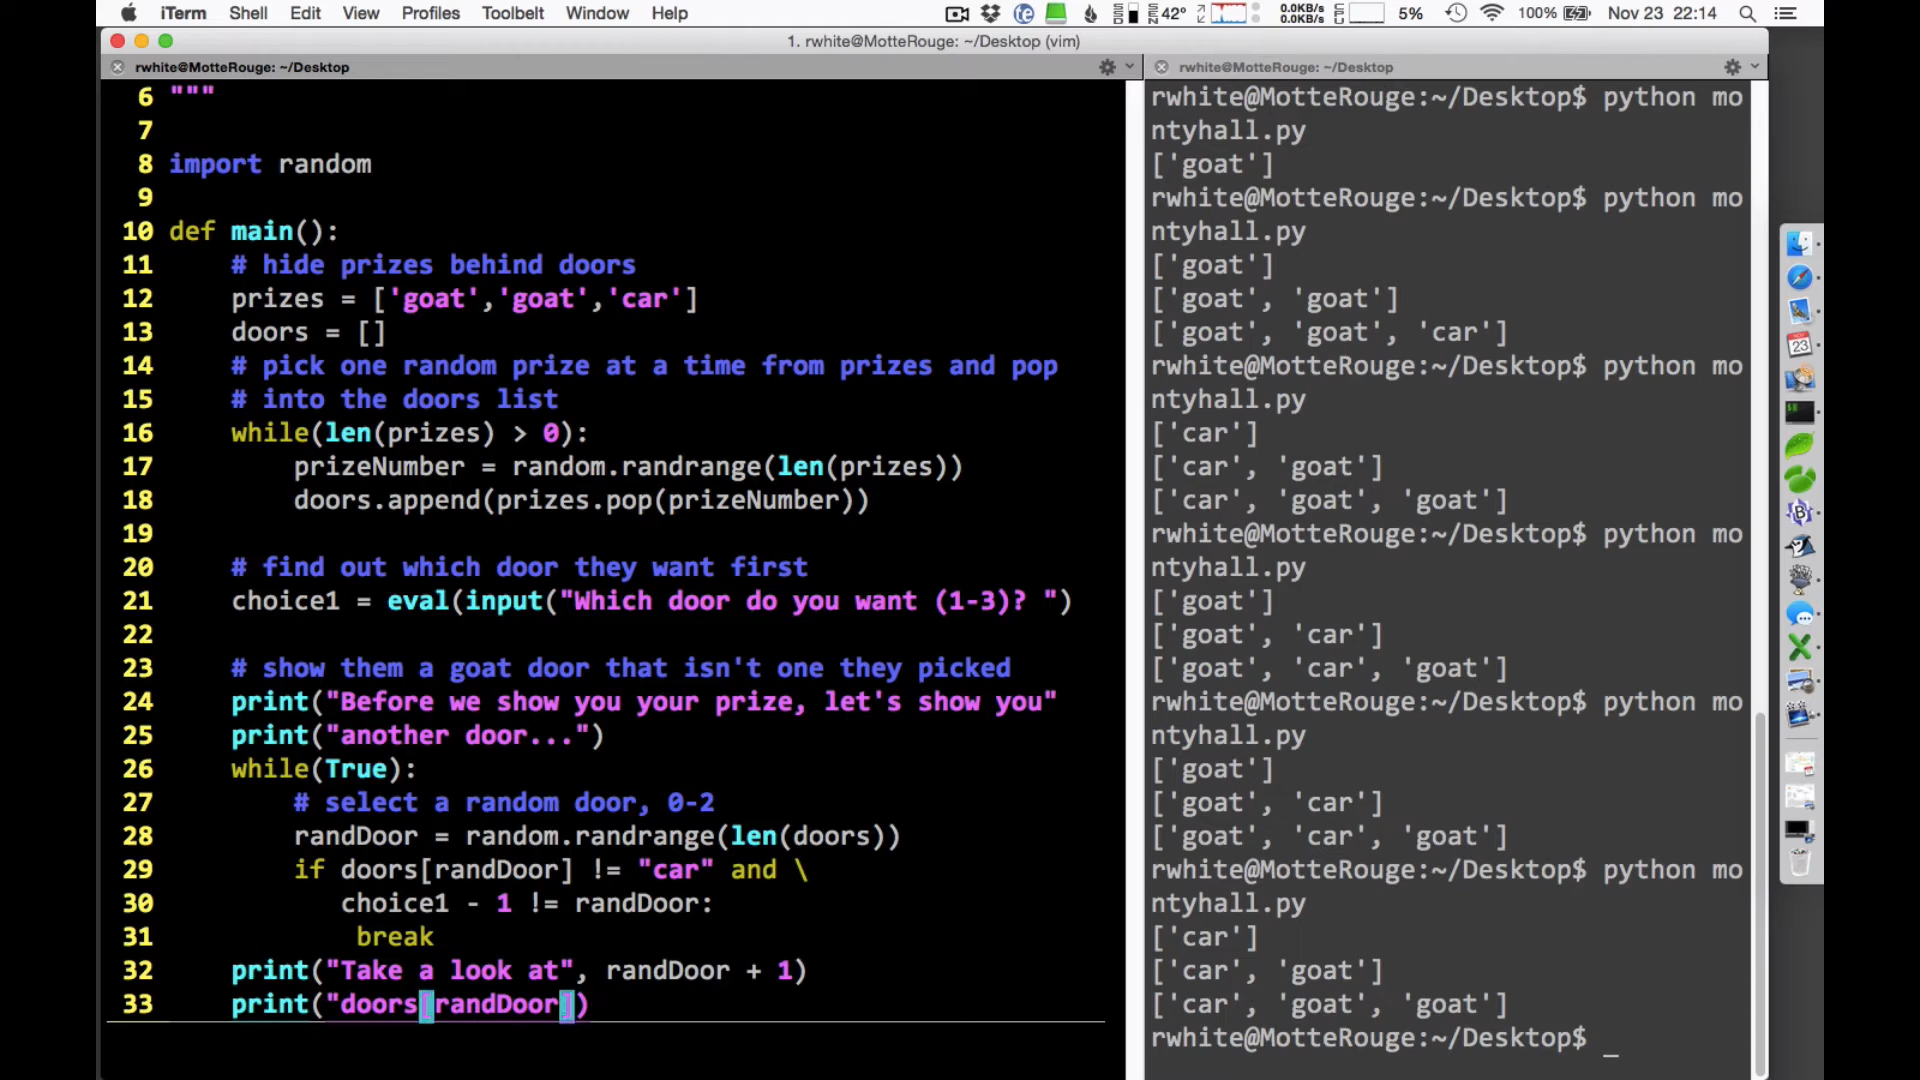 iTerm Shell Edit View Profiles Toolbelt Window Help 42° 0.0KB/s 0.0KB/s 5% 100% Nov 23 22:14
1. rwhite@MotteRouge: ~/Desktop (vim)
rwhite@MotteRouge: ~/Desktop
6 """
7
8 import random
9
10 def main():
11     # hide prizes behind doors
12     prizes = ['goat','goat','car']
13     doors = []
14     # pick one random prize at a time from prizes and pop
15     # into the doors list
16     while(len(prizes) > 0):
17         prizeNumber = random.randrange(len(prizes))
18         doors.append(prizes.pop(prizeNumber))
19
20     # find out which door they want first
21     choice1 = eval(input("Which door do you want (1-3)? ")
22
23     # show them a goat door that isn't one they picked
24     print("Before we show you your prize, let's show you"
25     print("another door...")
26     while(True):
27         # select a random door, 0-2
28         randDoor = random.randrange(len(doors))
29         if doors[randDoor] != "car" and \
30            choice1 - 1 != randDoor:
31             break
32     print("Take a look at", randDoor + 1)
33     print("doors[randDoor])
rwhite@MotteRouge: ~/Desktop
rwhite@MotteRouge:~/Desktop$ python mo
ntyhall.py
['goat']
rwhite@MotteRouge:~/Desktop$ python mo
ntyhall.py
['goat']
['goat', 'goat']
['goat', 'goat', 'car']
rwhite@MotteRouge:~/Desktop$ python mo
ntyhall.py
['car']
['car', 'goat']
['car', 'goat', 'goat']
rwhite@MotteRouge:~/Desktop$ python mo
ntyhall.py
['goat']
['goat', 'car']
['goat', 'car', 'goat']
rwhite@MotteRouge:~/Desktop$ python mo
ntyhall.py
['goat']
['goat', 'car']
['goat', 'car', 'goat']
rwhite@MotteRouge:~/Desktop$ python mo
ntyhall.py
['car']
['car', 'goat']
['car', 'goat', 'goat']
rwhite@MotteRouge:~/Desktop$ _
23